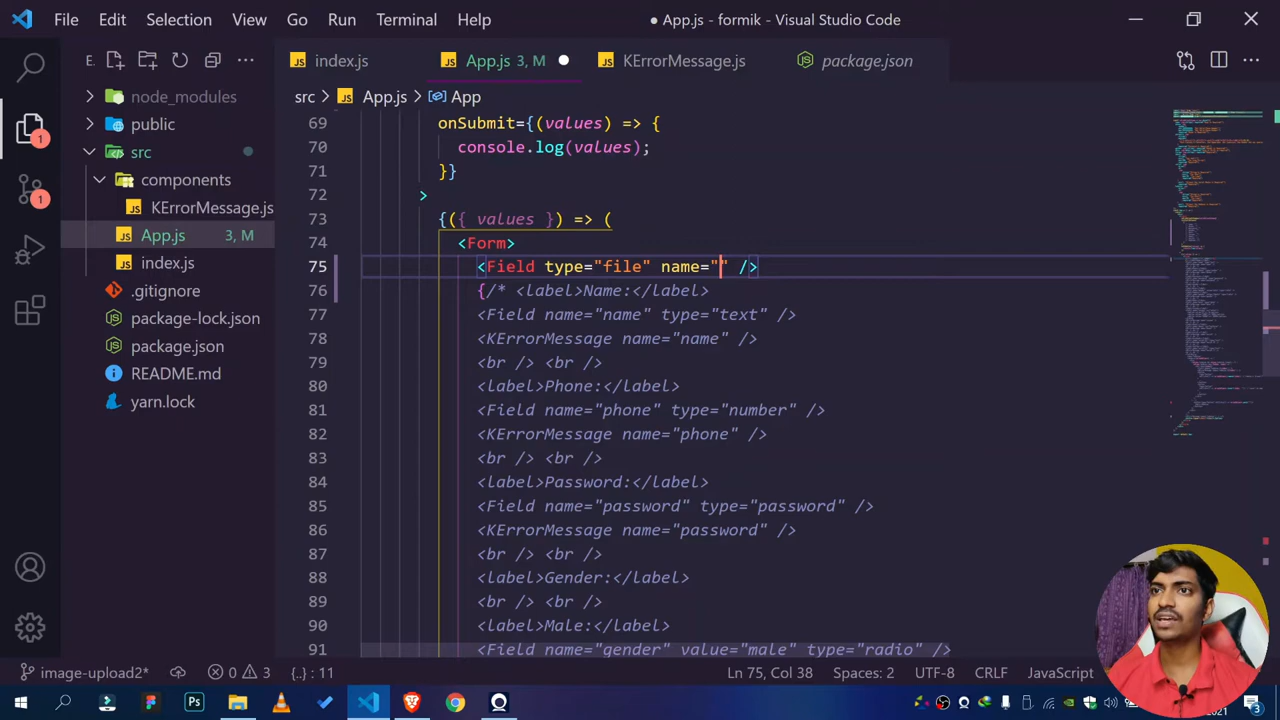 File Edit Selection View Go Run Terminal Help ● App.js - formik - Visual Studio Code
E...
index.js
App.js 3, M
KErrorMessage.js
package.json
node_modules
public
src
components
KErrorMessage.js
App.js 3, M
index.js
.gitignore
package-lock.json
package.json
README.md
yarn.lock
1
1
src > App.js > App
69 onSubmit={(values) => {
70 console.log(values);
71 }}
72 >
73 {({ values }) => (
74 <Form>
75 <Field type="file" name="" />
76 <label>Name:</label>
77 <Field name="name" type="text" />
78 <KErrorMessage name="name" />
79 <br /> <br />
80 <label>Phone:</label>
81 <Field name="phone" type="number" />
82 <KErrorMessage name="phone" />
83 <br /> <br />
84 <label>Password:</label>
85 <Field name="password" type="password" />
86 <KErrorMessage name="password" />
87 <br /> <br />
88 <label>Gender:</label>
89 <br /> <br />
90 <label>Male:</label>
91 <Field name="gender" value="male" type="radio" />
image-upload2* 0 3 {..} : 11 Ln 75, Col 38 Spaces: 2 UTF-8 CRLF JavaScript
Ps
2021
3